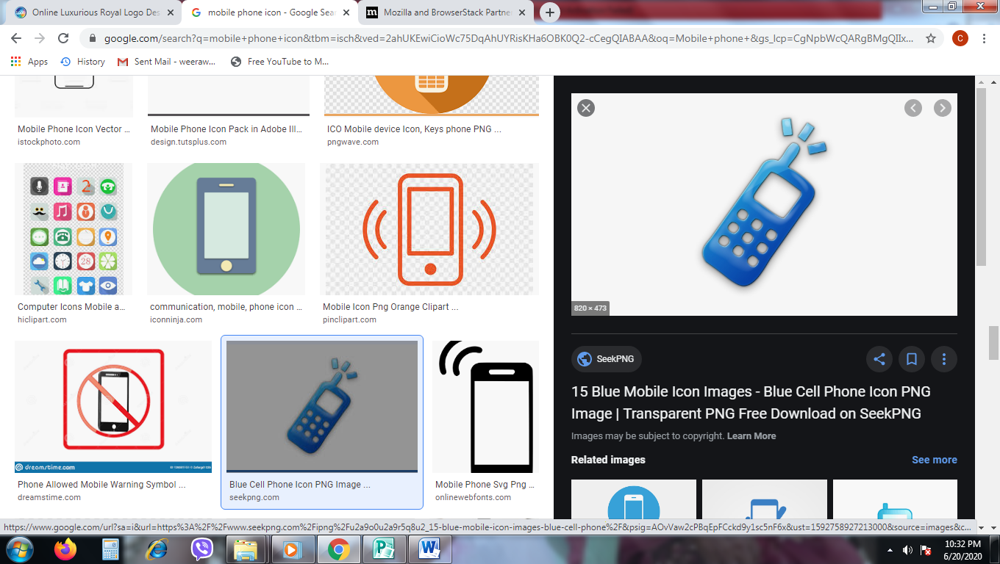 Online Luxurious Royal Logo Des
mobile phone icon - Google Sear
Mozilla and BrowserStack Partne
google.com/search?q=mobile+phone+icon&tbm=isch&ved=2ahUKEwiCioWc75DqAhUYRisKHa6OBK0Q2-cCegQIABAA&oq=Mobile+phone+&gs_lcp=CgNpbWcQARgBMgQIIx...
C
Apps
History
Sent Mail - weeraw...
Free YouTube to M...
Mobile Phone Icon Vector ...
istockphoto.com
Mobile Phone Icon Pack in Adobe Ill...
design.tutsplus.com
ICO Mobile device Icon, Keys phone PNG ...
pngwave.com
2
28
Computer Icons Mobile a...
hiclipart.com
communication, mobile, phone icon ...
iconninja.com
Mobile Icon Png Orange Clipart ...
pinclipart.com
dreamstime.com
Phone Allowed Mobile Warning Symbol ...
dreamstime.com
Blue Cell Phone Icon PNG Image ...
seekpng.com
Mobile Phone Svg Png ...
onlinewebfonts.com
820 × 473
SeekPNG
15 Blue Mobile Icon Images - Blue Cell Phone Icon PNG
Image | Transparent PNG Free Download on SeekPNG
Images may be subject to copyright. Learn More
Related images
See more
https://www.google.com/url?sa=i&url=https%3A%2F%2Fwww.seekpng.com%2Fipng%2Fu2a9o0u2a9r5q8u2_15-blue-mobile-icon-images-blue-cell-phone%2F&psig=AOvVaw2cPBqEpFCckd9y1sc5nF6x&ust=1592758927213000&source=images&c...
10:32 PM
6/20/2020